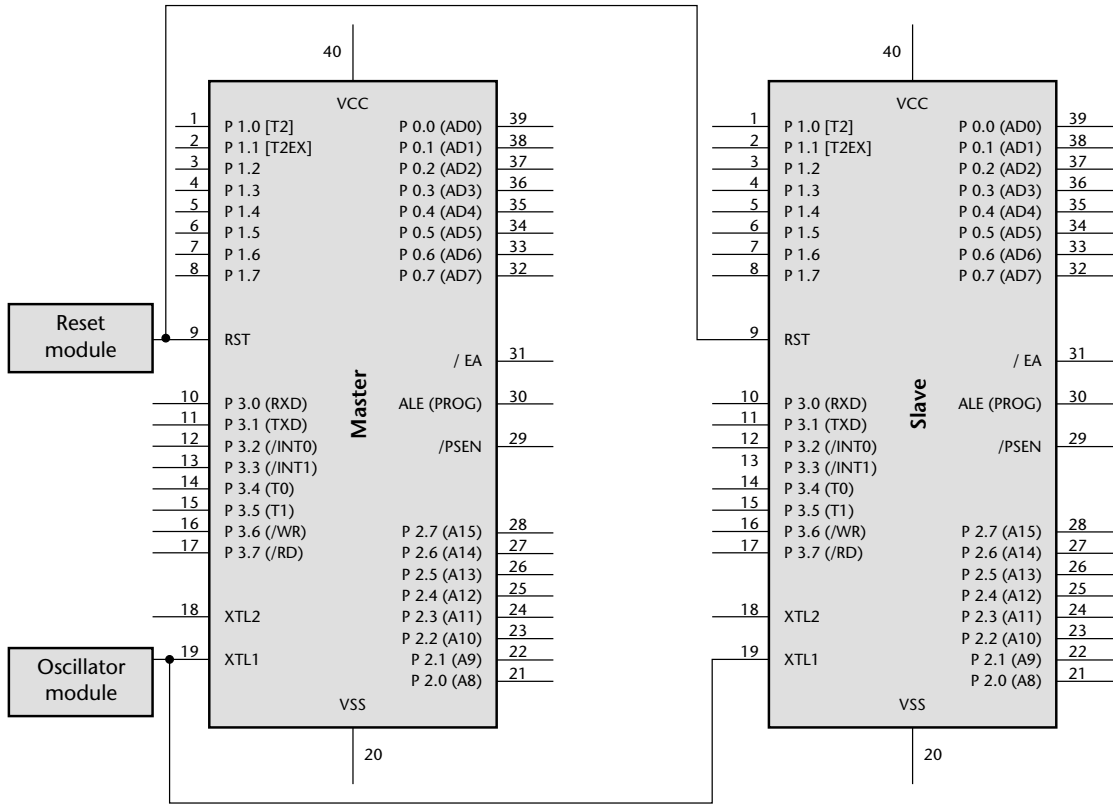 40
VCC
1 P 1.0 [T2] P 0.0 (AD0) 39
2 P 1.1 [T2EX] P 0.1 (AD1) 38
3 P 1.2 P 0.2 (AD2) 37
4 P 1.3 P 0.3 (AD3) 36
5 P 1.4 P 0.4 (AD4) 35
6 P 1.5 P 0.5 (AD5) 34
7 P 1.6 P 0.6 (AD6) 33
8 P 1.7 P 0.7 (AD7) 32
Reset
module
9 RST
/ EA 31
Master
10 P 3.0 (RXD) ALE (PROG) 30
11 P 3.1 (TXD)
12 P 3.2 (/INT0) /PSEN 29
13 P 3.3 (/INT1)
14 P 3.4 (T0)
15 P 3.5 (T1)
16 P 3.6 (/WR) P 2.7 (A15) 28
17 P 3.7 (/RD) P 2.6 (A14) 27
P 2.5 (A13) 26
P 2.4 (A12) 25
18 XTL2 P 2.3 (A11) 24
P 2.2 (A10) 23
Oscillator
module
19 XTL1 P 2.1 (A9) 22
P 2.0 (A8) 21
VSS
20
40
VCC
1 P 1.0 [T2] P 0.0 (AD0) 39
2 P 1.1 [T2EX] P 0.1 (AD1) 38
3 P 1.2 P 0.2 (AD2) 37
4 P 1.3 P 0.3 (AD3) 36
5 P 1.4 P 0.4 (AD4) 35
6 P 1.5 P 0.5 (AD5) 34
7 P 1.6 P 0.6 (AD6) 33
8 P 1.7 P 0.7 (AD7) 32
9 RST
/ EA 31
Slave
10 P 3.0 (RXD) ALE (PROG) 30
11 P 3.1 (TXD)
12 P 3.2 (/INT0) /PSEN 29
13 P 3.3 (/INT1)
14 P 3.4 (T0)
15 P 3.5 (T1)
16 P 3.6 (/WR) P 2.7 (A15) 28
17 P 3.7 (/RD) P 2.6 (A14) 27
P 2.5 (A13) 26
P 2.4 (A12) 25
18 XTL2 P 2.3 (A11) 24
P 2.2 (A10) 23
19 XTL1 P 2.1 (A9) 22
P 2.0 (A8) 21
VSS
20